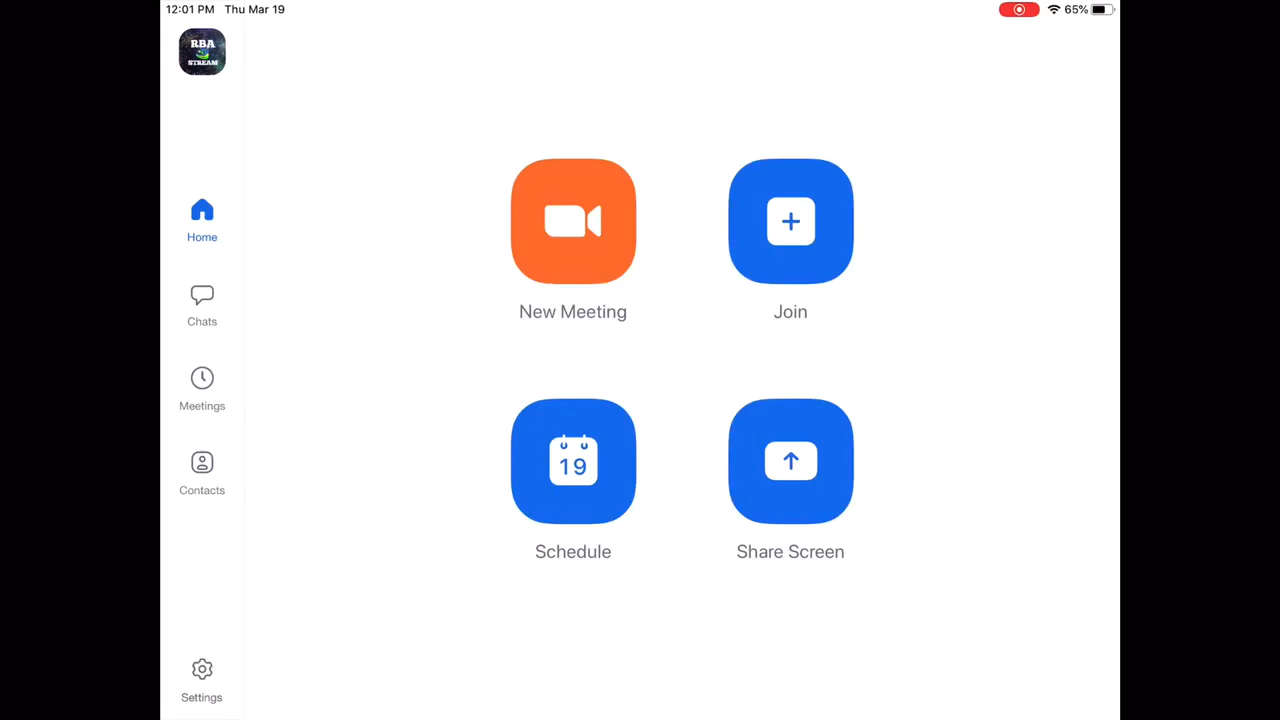 12:01 PM Thu Mar 19
65%
RBA
STREAM
Home
Chats
Meetings
Contacts
Settings
New Meeting
Join
19
Schedule
Share Screen